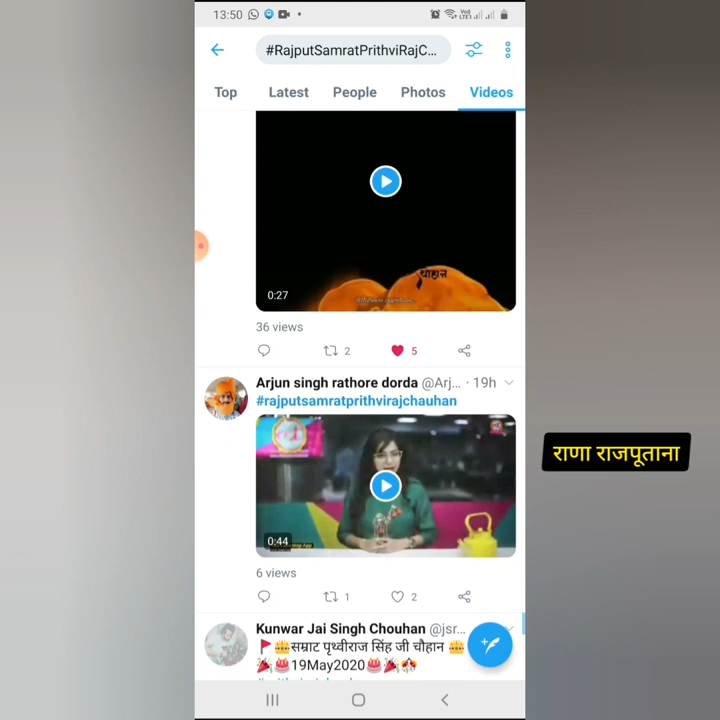 13:50
#RajputSamratPrithviRajC...
Top Latest People Photos Videos
चौहान
0:27
36 views
2 5
Arjun singh rathore dorda @Arj... · 19h
#rajputsamratprithvirajchauhan
0:44
6 views
1 2
राणा राजपूताना
Kunwar Jai Singh Chouhan @jsr...
🚩👑सम्राट पृथ्वीराज सिंह जी चौहान 👑
🎉🎂19May2020🎂🎉🎊